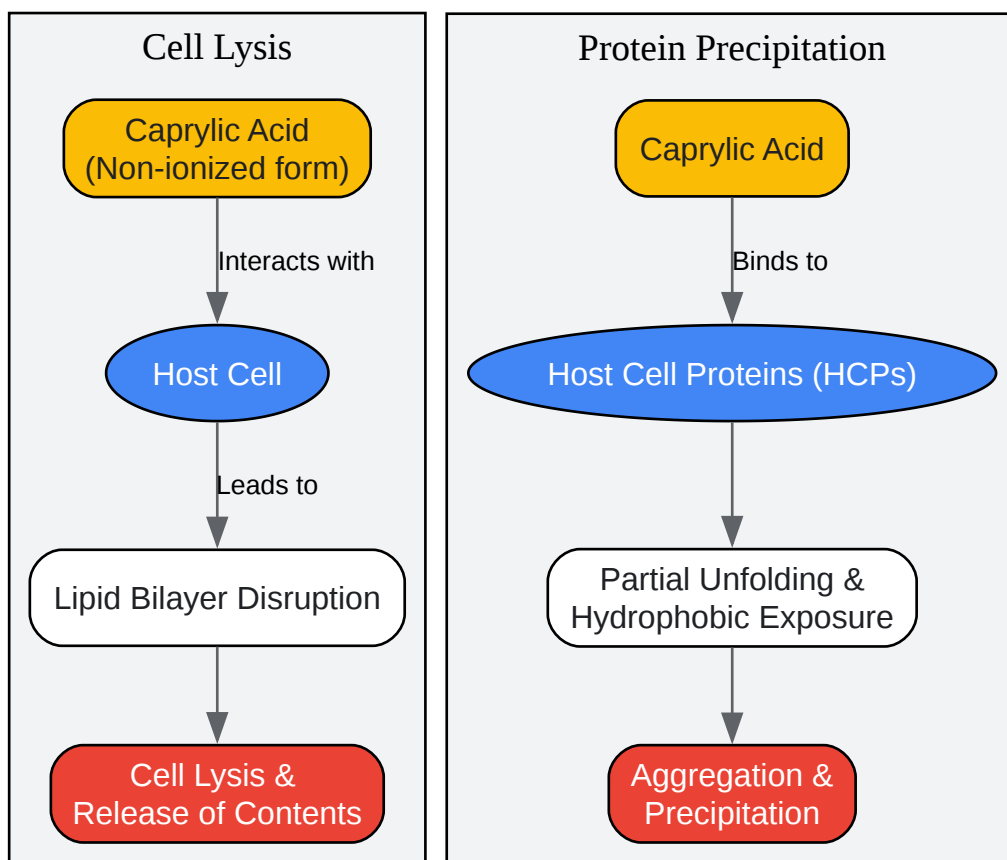 Cell Lysis
Caprylic Acid
(Non-ionized form)
Interacts with
Host Cell
Leads to
Lipid Bilayer Disruption
Cell Lysis &
Release of Contents
Protein Precipitation
Caprylic Acid
Binds to
Host Cell Proteins (HCPs)
Partial Unfolding &
Hydrophobic Exposure
Aggregation &
Precipitation